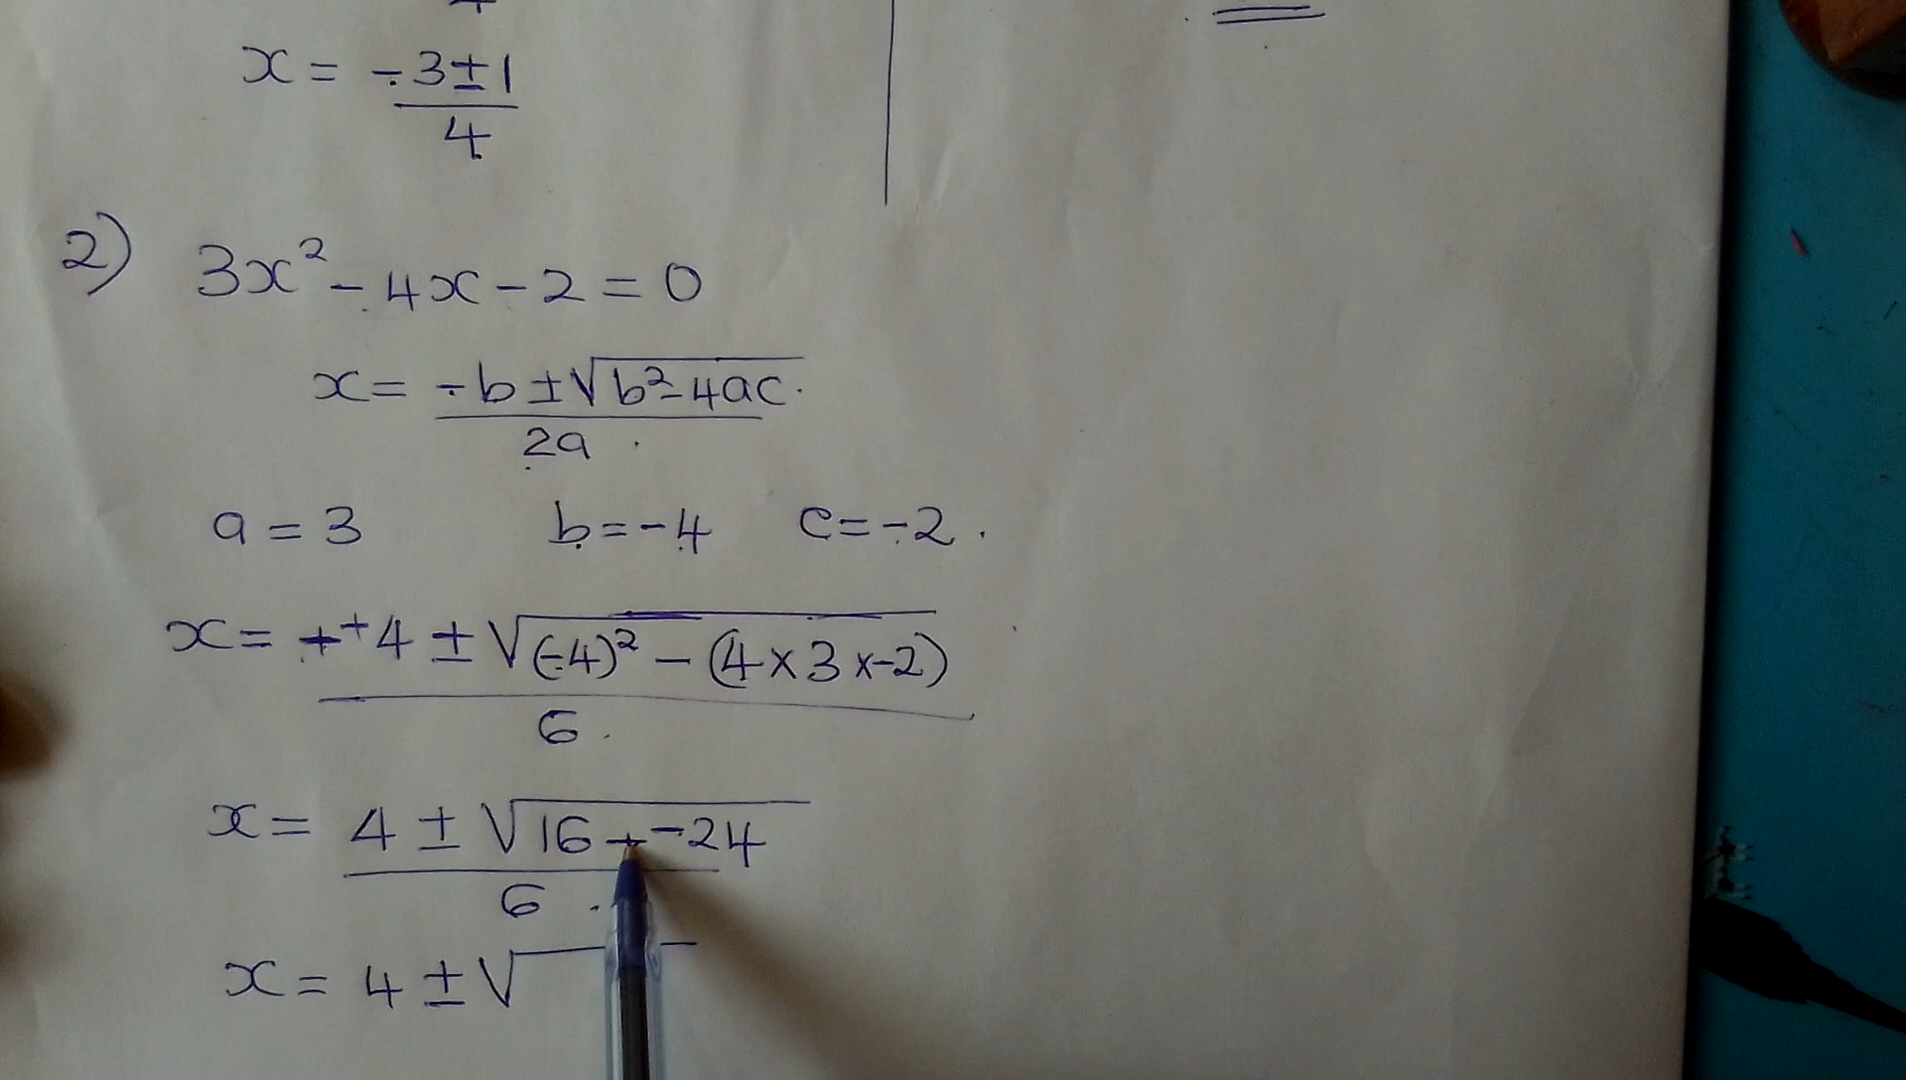 x = -3±1
4
2) 3x² - 4x - 2 = 0
x = -b ± √b² - 4ac
2a
a = 3 b = -4 c = -2
x = ++4 ± √(-4)² - (4 x 3 x -2)
6
x = 4 ± √16 - -24
6
x = 4 ± √